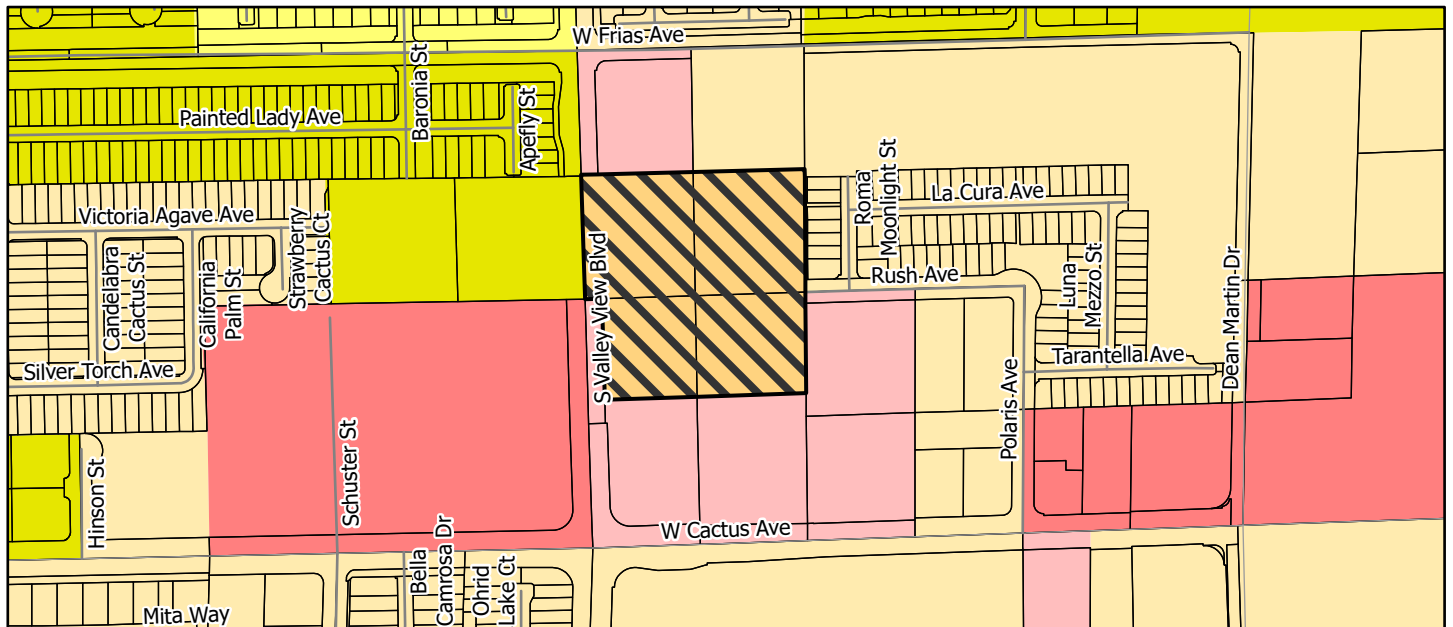 W Frias Ave
Baronia St
Painted Lady Ave
Apefly St
Victoria Agave Ave
Strawberry
Cactus Ct
Candelabra
Cactus St
California
Palm St
Silver Torch Ave
S Valley View Blvd
Roma
Moonlight St
La Cura Ave
Rush Ave
Luna
Mezzo St
Dean Martin Dr
Tarantella Ave
Polaris Ave
Hinson St
Schuster St
W Cactus Ave
Bella
Camrosa Dr
Ohrid
Lake Ct
Mita Way